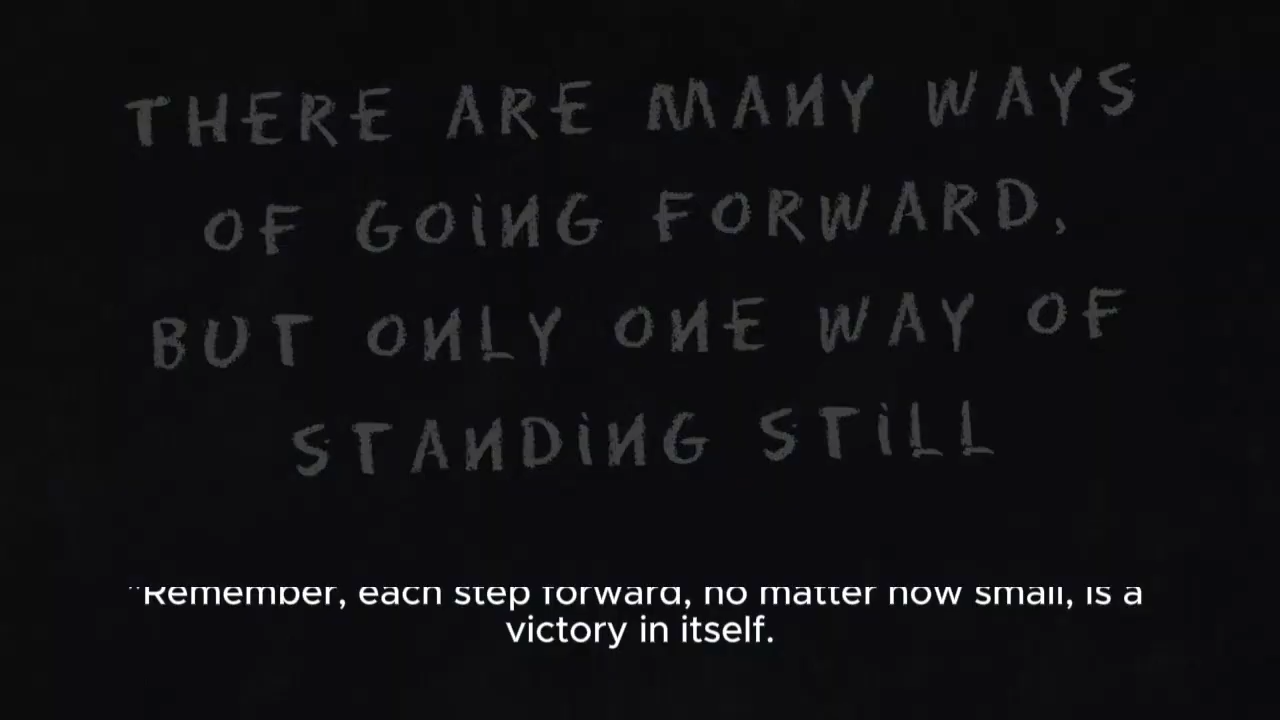 THERE ARE MANY WAYS
OF GOING FORWARD,
BUT ONLY ONE WAY OF
STANDING STILL
"Remember, each step forward, no matter how small, is a
victory in itself.